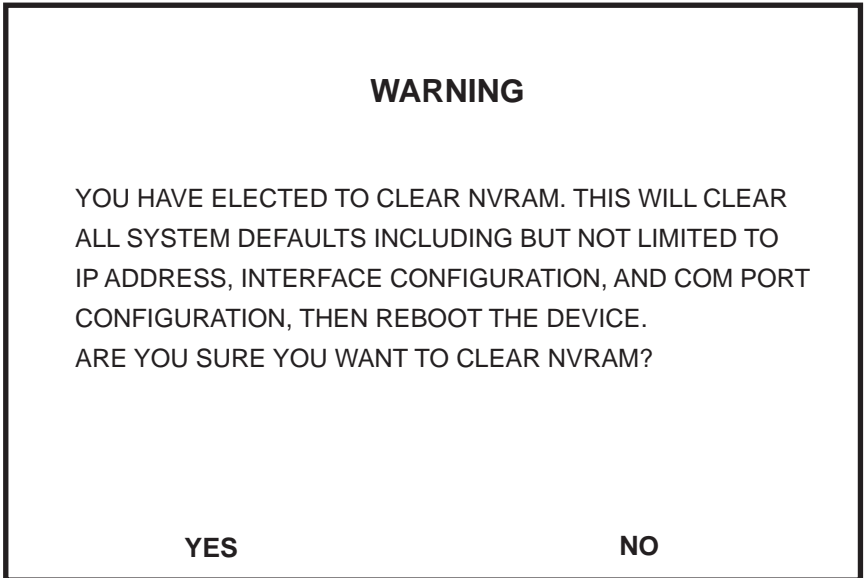 WARNING
YOU HAVE ELECTED TO CLEAR NVRAM. THIS WILL CLEAR
ALL SYSTEM DEFAULTS INCLUDING BUT NOT LIMITED TO
IP ADDRESS, INTERFACE CONFIGURATION, AND COM PORT
CONFIGURATION, THEN REBOOT THE DEVICE.
ARE YOU SURE YOU WANT TO CLEAR NVRAM?
YES NO